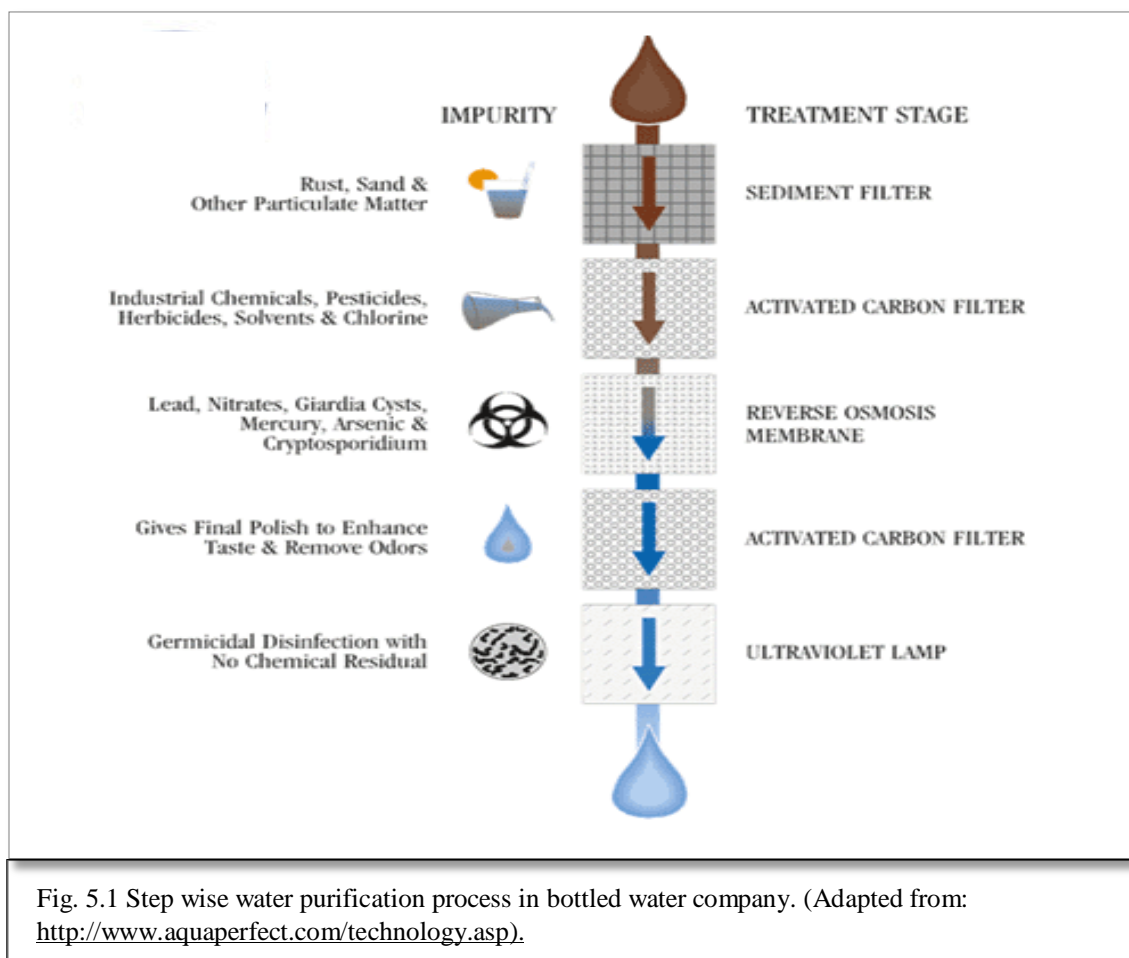 IMPURITY
TREATMENT STAGE
Rust, Sand &
Other Particulate Matter
SEDIMENT FILTER
Industrial Chemicals, Pesticides,
Herbicides, Solvents & Chlorine
ACTIVATED CARBON FILTER
Lead, Nitrates, Giardia Cysts,
Mercury, Arsenic &
Cryptosporidium
REVERSE OSMOSIS
MEMBRANE
Gives Final Polish to Enhance
Taste & Remove Odors
ACTIVATED CARBON FILTER
Germicidal Disinfection with
No Chemical Residual
ULTRAVIOLET LAMP
Fig. 5.1 Step wise water purification process in bottled water company. (Adapted from:
http://www.aquaperfect.com/technology.asp).